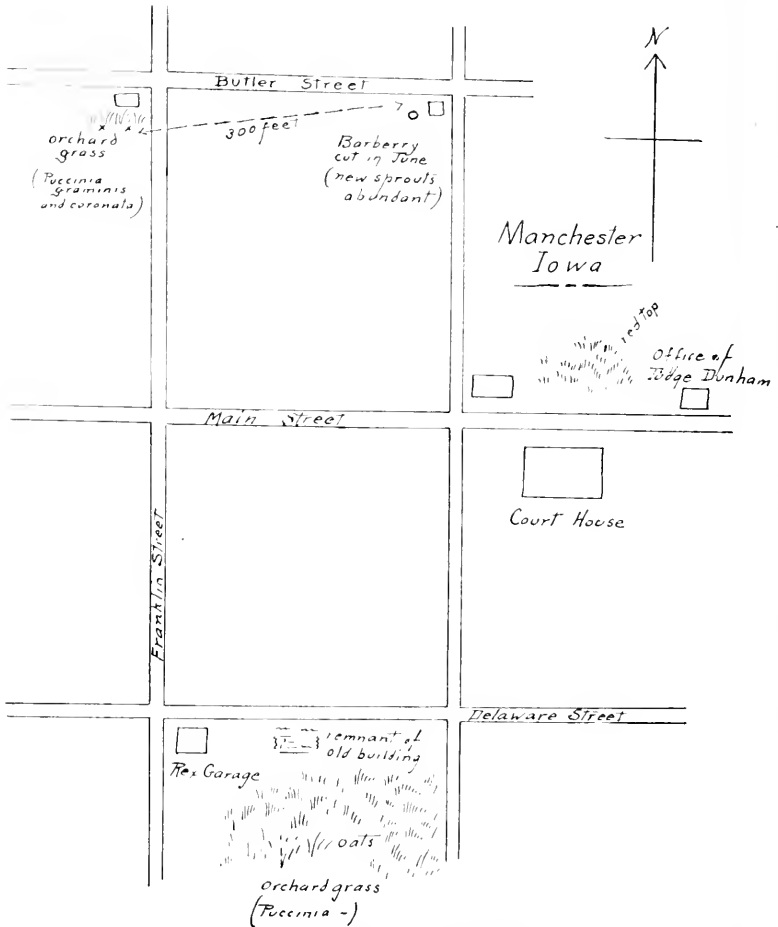 N
Butler Street
300 feet
orchard
grass
(Puccinia
graminis
and coronata)
Barberry
cut in June
(new sprouts
abundant)
Manchester
Iowa
red top
Office of
Judge Dunham
Main Street
Court House
Franklin Street
Delaware Street
remnant of
old building
Rex Garage
oats
orchard grass
(Puccinia -)